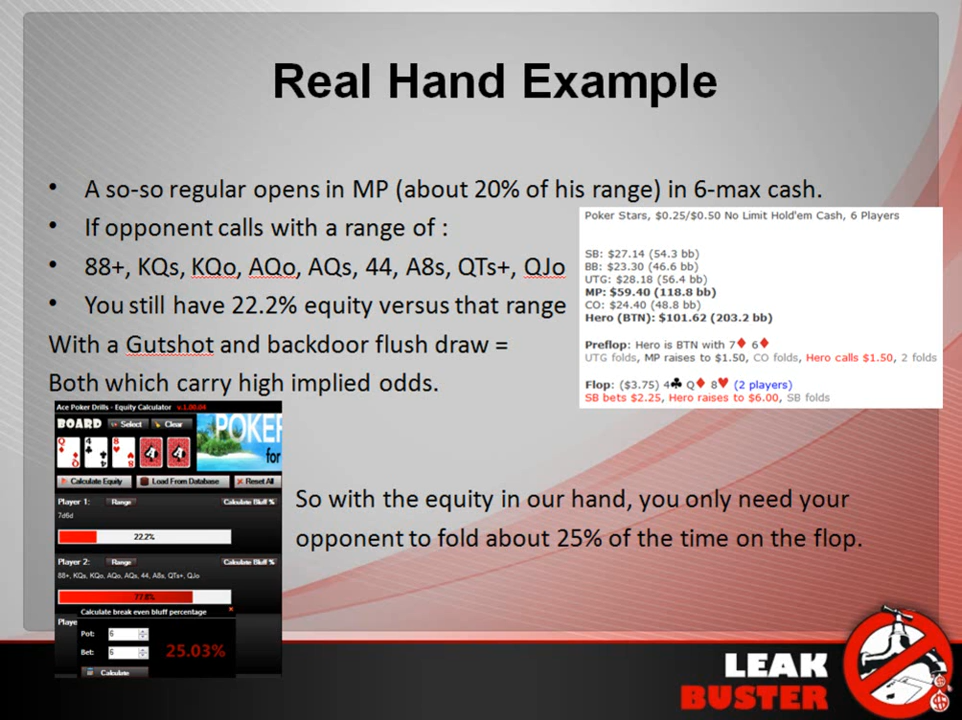 Real Hand Example
• A so-so regular opens in MP (about 20% of his range) in 6-max cash.
• If opponent calls with a range of :
• 88+, KQs, KQo, AQo, AQs, 44, A8s, QTs+, QJo
• You still have 22.2% equity versus that range
With a Gutshot and backdoor flush draw =
Both which carry high implied odds.
Poker Stars, $0.25/$0.50 No Limit Hold'em Cash, 6 Players
SB: $27.14 (54.3 bb)
BB: $23.30 (46.6 bb)
UTG: $28.18 (56.4 bb)
MP: $59.40 (118.8 bb)
CO: $24.40 (48.8 bb)
Hero (BTN): $101.62 (203.2 bb)
Preflop: Hero is BTN with 7♦ 6♦
UTG folds, MP raises to $1.50, CO folds, Hero calls $1.50, 2 folds
Flop: ($3.75) 4♣ Q♦ 8♥ (2 players)
SB bets $2.25, Hero raises to $6.00, SB folds
Ace Poker Drills - Equity Calculator v.1.00.04
BOARD Select Clear
POKER
for
Q 4 8
Calculate Equity Load From Database Reset All
Player 1: Range Calculate Bluff %
7d6d
22.2%
Player 2: Range Calculate Bluff %
88+, KQs, KQo, AQo, AQs, 44, A8s, QTs+, QJo
77.8%
Calculate break even bluff percentage
Playe
Pot: 6
Bet: 6
25.03%
Calculate
So with the equity in our hand, you only need your
opponent to fold about 25% of the time on the flop.
LEAK
BUSTER